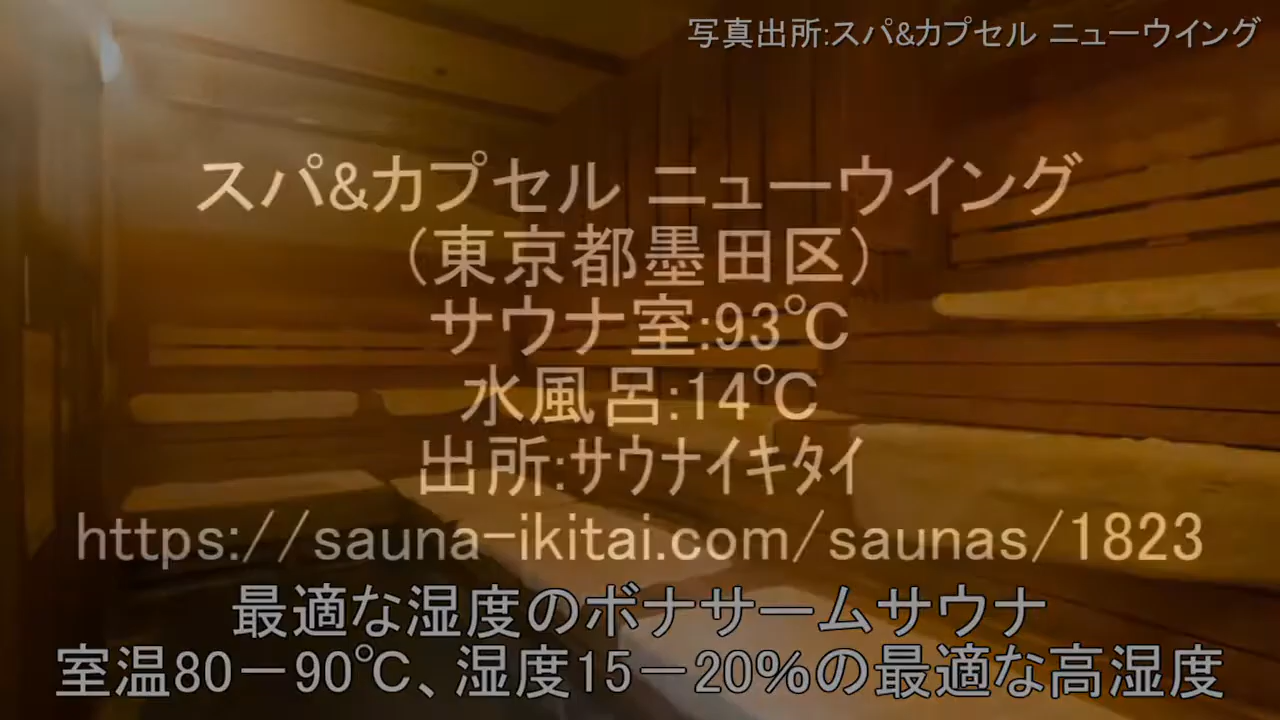 写真出所:スパ&カプセル ニューウイング
スパ&カプセル ニューウイング
(東京都墨田区)
サウナ室:93℃
水風呂:14℃
出所:ｻｳﾅｲｷﾀｲ
https://sauna-ikitai.com/saunas/1823
最適な湿度のボナサームサウナ
室温80－90℃、湿度15－20%の最適な高湿度